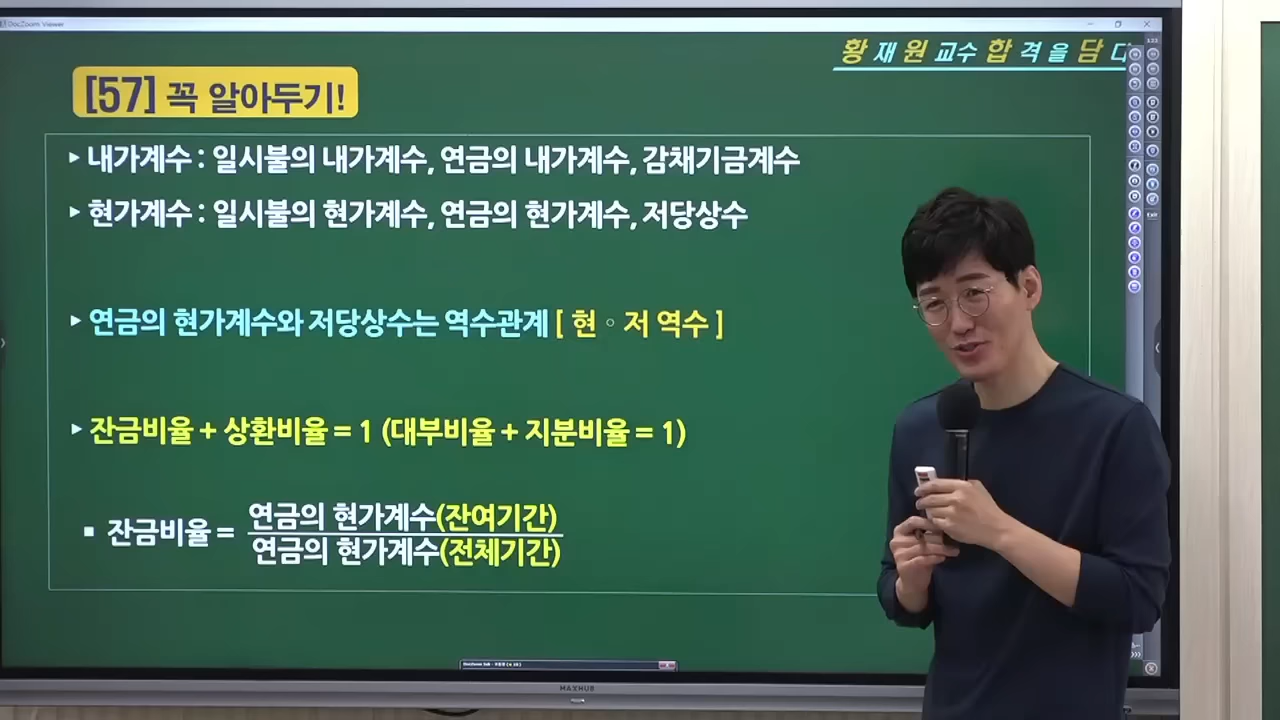 DocZoom Viewer
황재원 교수 합격을 담
[57] 꼭 알아두기!
▸ 내가계수 : 일시불의 내가계수, 연금의 내가계수, 감채기금계수
▸ 현가계수 : 일시불의 현가계수, 연금의 현가계수, 저당상수
▸ 연금의 현가계수와 저당상수는 역수관계 [ 현◦저 역수 ]
▸ 잔금비율 + 상환비율 = 1 (대부비율 + 지분비율 = 1)
▪ 잔금비율 = 연금의 현가계수(잔여기간)
연금의 현가계수(전체기간)
MAXHUB